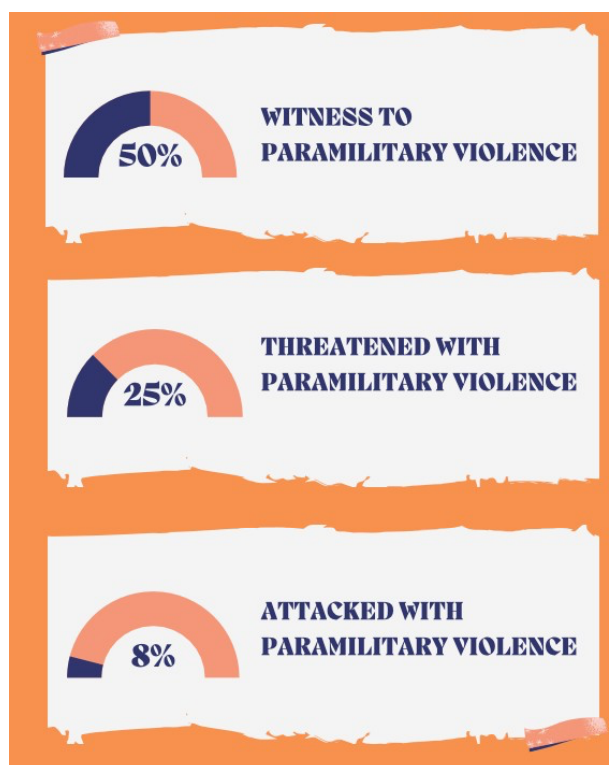 50%
WITNESS TO
PARAMILITARY VIOLENCE
25%
THREATENED WITH
PARAMILITARY VIOLENCE
8%
ATTACKED WITH
PARAMILITARY VIOLENCE